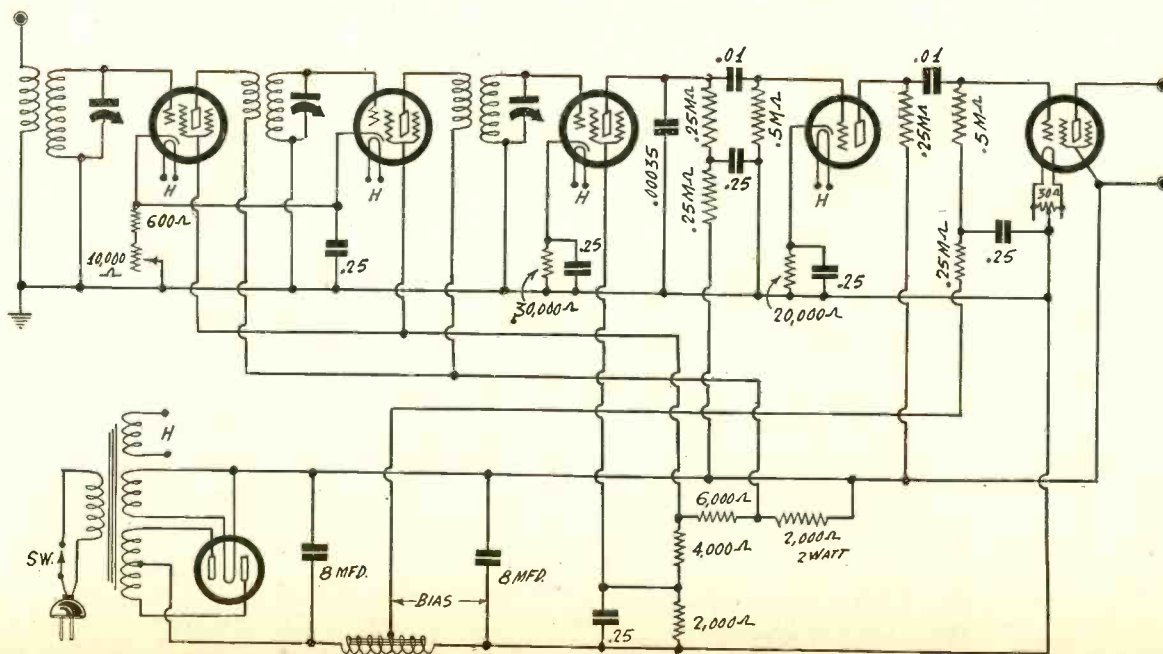 .01
.01
.25MΩ
.5MΩ
.25MΩ
.5MΩ
.00035
.25
30Ω
H
H
H
H
600Ω
.25MΩ
.25MΩ
.25
10,000
Ω
.25
.25
.25
30,000Ω
20,000Ω
H
6,000Ω
2,000Ω
2 WATT
4,000Ω
SW.
8 MFD.
8 MFD.
BIAS
.25
2,000Ω